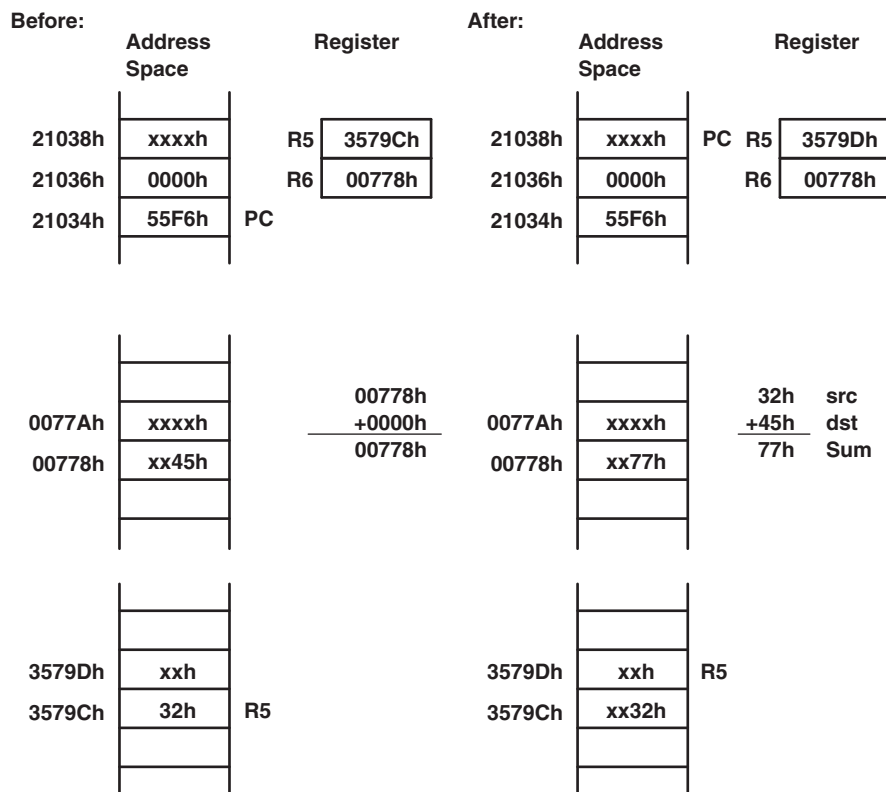 Before:
Address Space
Register
21038h xxxxh
21036h 0000h
21034h 55F6h PC
R5 3579Ch
R6 00778h
0077Ah xxxxh
00778h xx45h
00778h
+0000h
00778h
3579Dh xxh
3579Ch 32h R5
After:
Address Space
Register
21038h xxxxh PC
21036h 0000h
21034h 55F6h
R5 3579Dh
R6 00778h
0077Ah xxxxh
00778h xx77h
32h src
+45h dst
77h Sum
3579Dh xxh R5
3579Ch xx32h